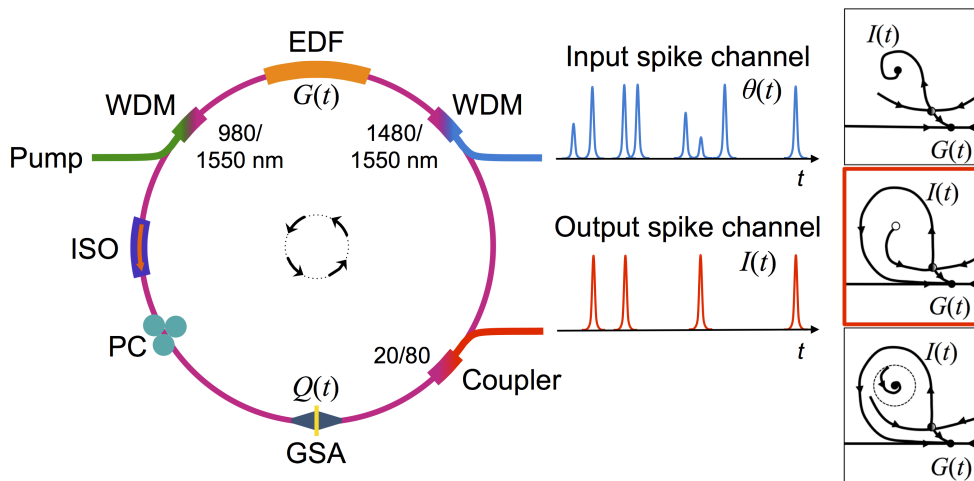 EDF
G(t)
WDM
WDM
980/
1550 nm
1480/
1550 nm
Pump
ISO
PC
Q(t)
GSA
20/80
Coupler
Input spike channel
θ(t)
t
Output spike channel
I(t)
t
I(t)
G(t)
I(t)
G(t)
I(t)
G(t)